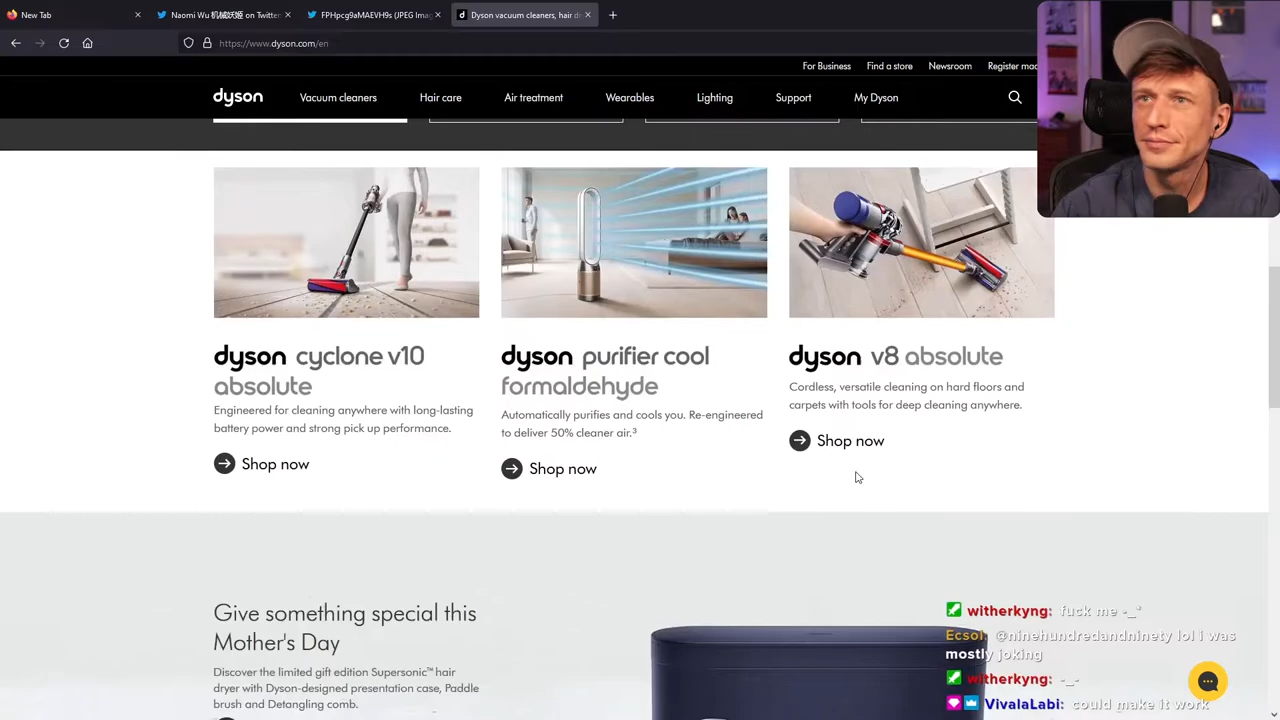 New Tab
Naomi Wu 机械妖姬 on Twitter
FPHpcg9aMAEVH9s (JPEG Imag
Dyson vacuum cleaners, hair d
https://www.dyson.com/en
For Business
Find a store
Newsroom
Register mac
dyson
Vacuum cleaners
Hair care
Air treatment
Wearables
Lighting
Support
My Dyson
dyson cyclone v10
absolute
Engineered for cleaning anywhere with long-lasting
battery power and strong pick up performance.
Shop now
dyson purifier cool
formaldehyde
Automatically purifies and cools you. Re-engineered
to deliver 50% cleaner air.³
Shop now
dyson v8 absolute
Cordless, versatile cleaning on hard floors and
carpets with tools for deep cleaning anywhere.
Shop now
Give something special this
Mother's Day
Discover the limited gift edition Supersonic™ hair
dryer with Dyson-designed presentation case, Paddle
brush and Detangling comb.
witherkyng: fuck me -_*
Ecsol: @ninehundredandninety lol i was
mostly joking
witherkyng: -_-
VivalaLabi: could make it work